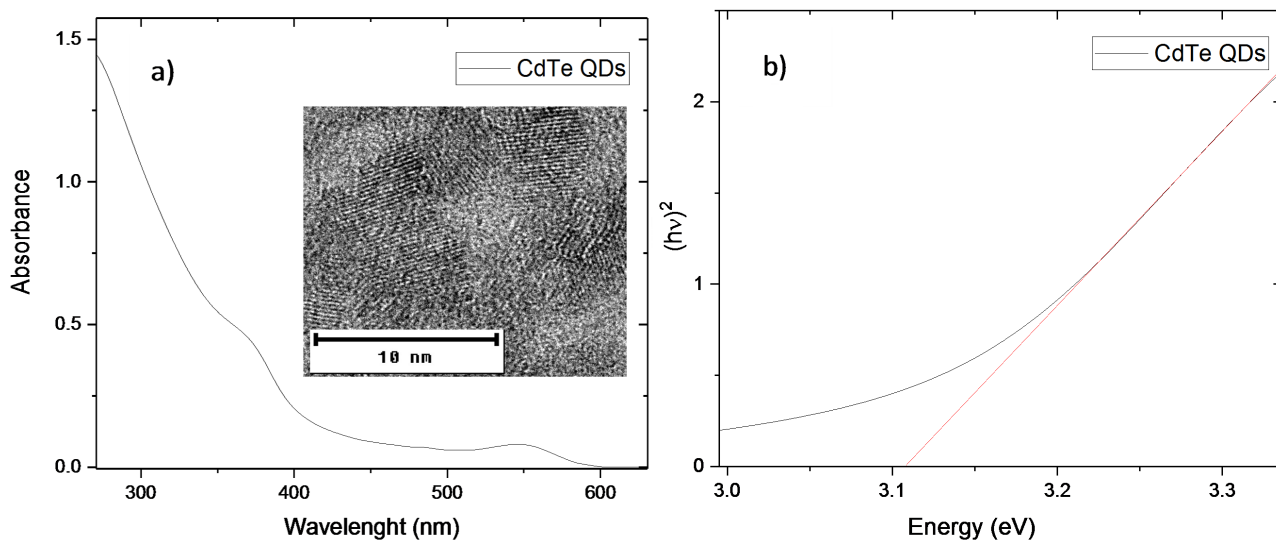 a)
CdTe QDs
1.5
1.0
0.5
0.0
Absorbance
10 nm
300
400
500
600
Wavelenght (nm)
b)
CdTe QDs
2
1
0
(hν)²
3.0
3.1
3.2
3.3
Energy (eV)